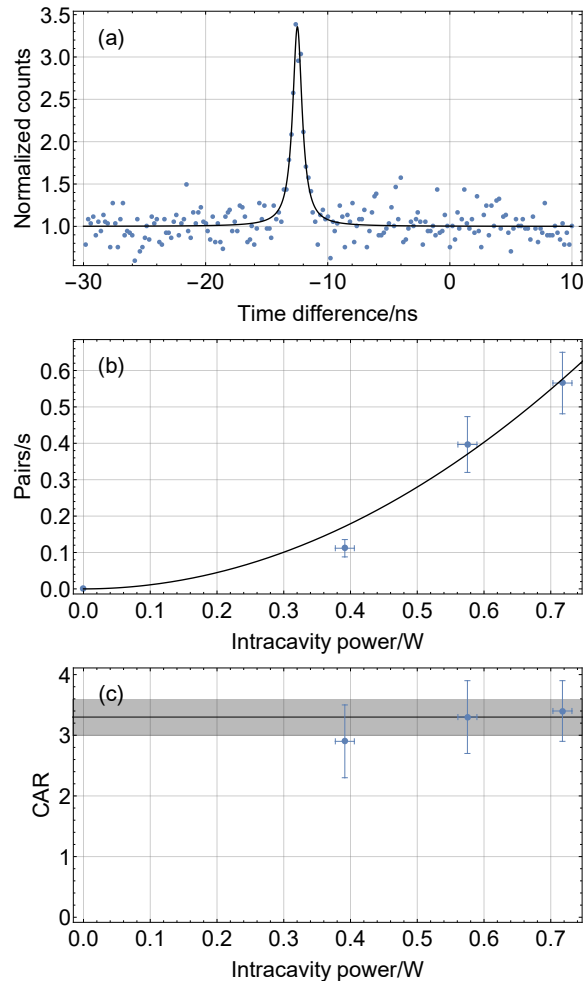 (a)
Normalized counts
3.5
3.0
2.5
2.0
1.5
1.0
−30 −20 −10 0 10
Time difference/ns
(b)
Pairs/s
0.6
0.5
0.4
0.3
0.2
0.1
0.0
0.0 0.1 0.2 0.3 0.4 0.5 0.6 0.7
Intracavity power/W
(c)
CAR
4
3
2
1
0
0.0 0.1 0.2 0.3 0.4 0.5 0.6 0.7
Intracavity power/W